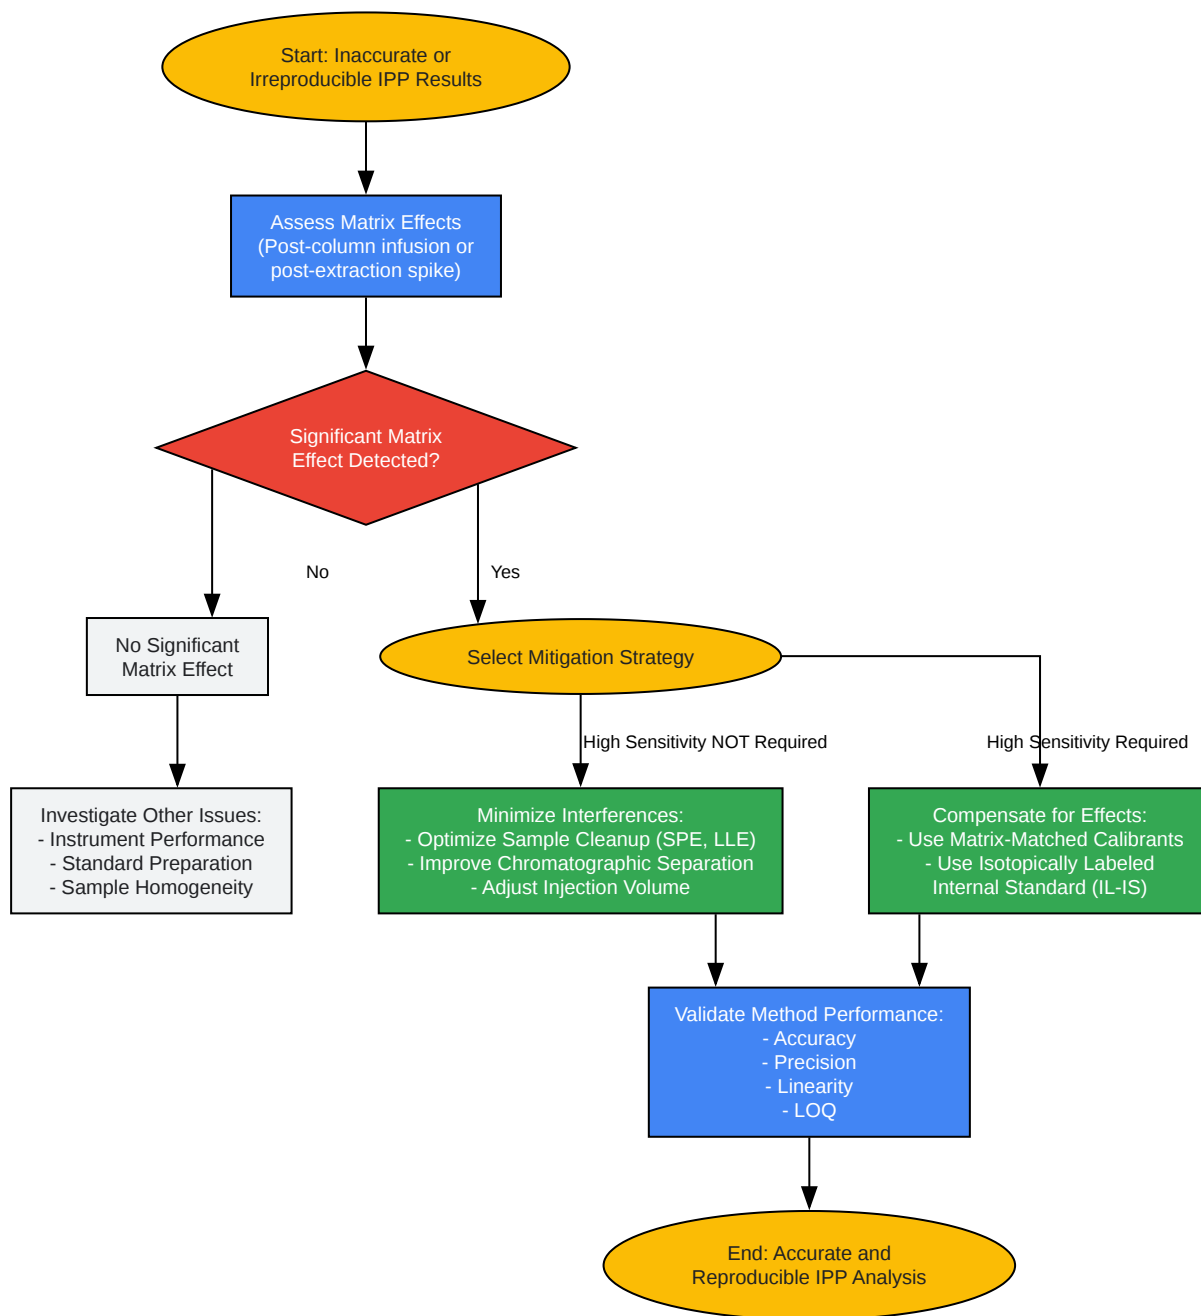 Start: Inaccurate or
Irreproducible IPP Results
Assess Matrix Effects
(Post-column infusion or
post-extraction spike)
Significant Matrix
Effect Detected?
No
Yes
No Significant
Matrix Effect
Select Mitigation Strategy
High Sensitivity NOT Required
High Sensitivity Required
Investigate Other Issues:
- Instrument Performance
- Standard Preparation
- Sample Homogeneity
Minimize Interferences:
- Optimize Sample Cleanup (SPE, LLE)
- Improve Chromatographic Separation
- Adjust Injection Volume
Compensate for Effects:
- Use Matrix-Matched Calibrants
- Use Isotopically Labeled
Internal Standard (IL-IS)
Validate Method Performance:
- Accuracy
- Precision
- Linearity
- LOQ
End: Accurate and
Reproducible IPP Analysis